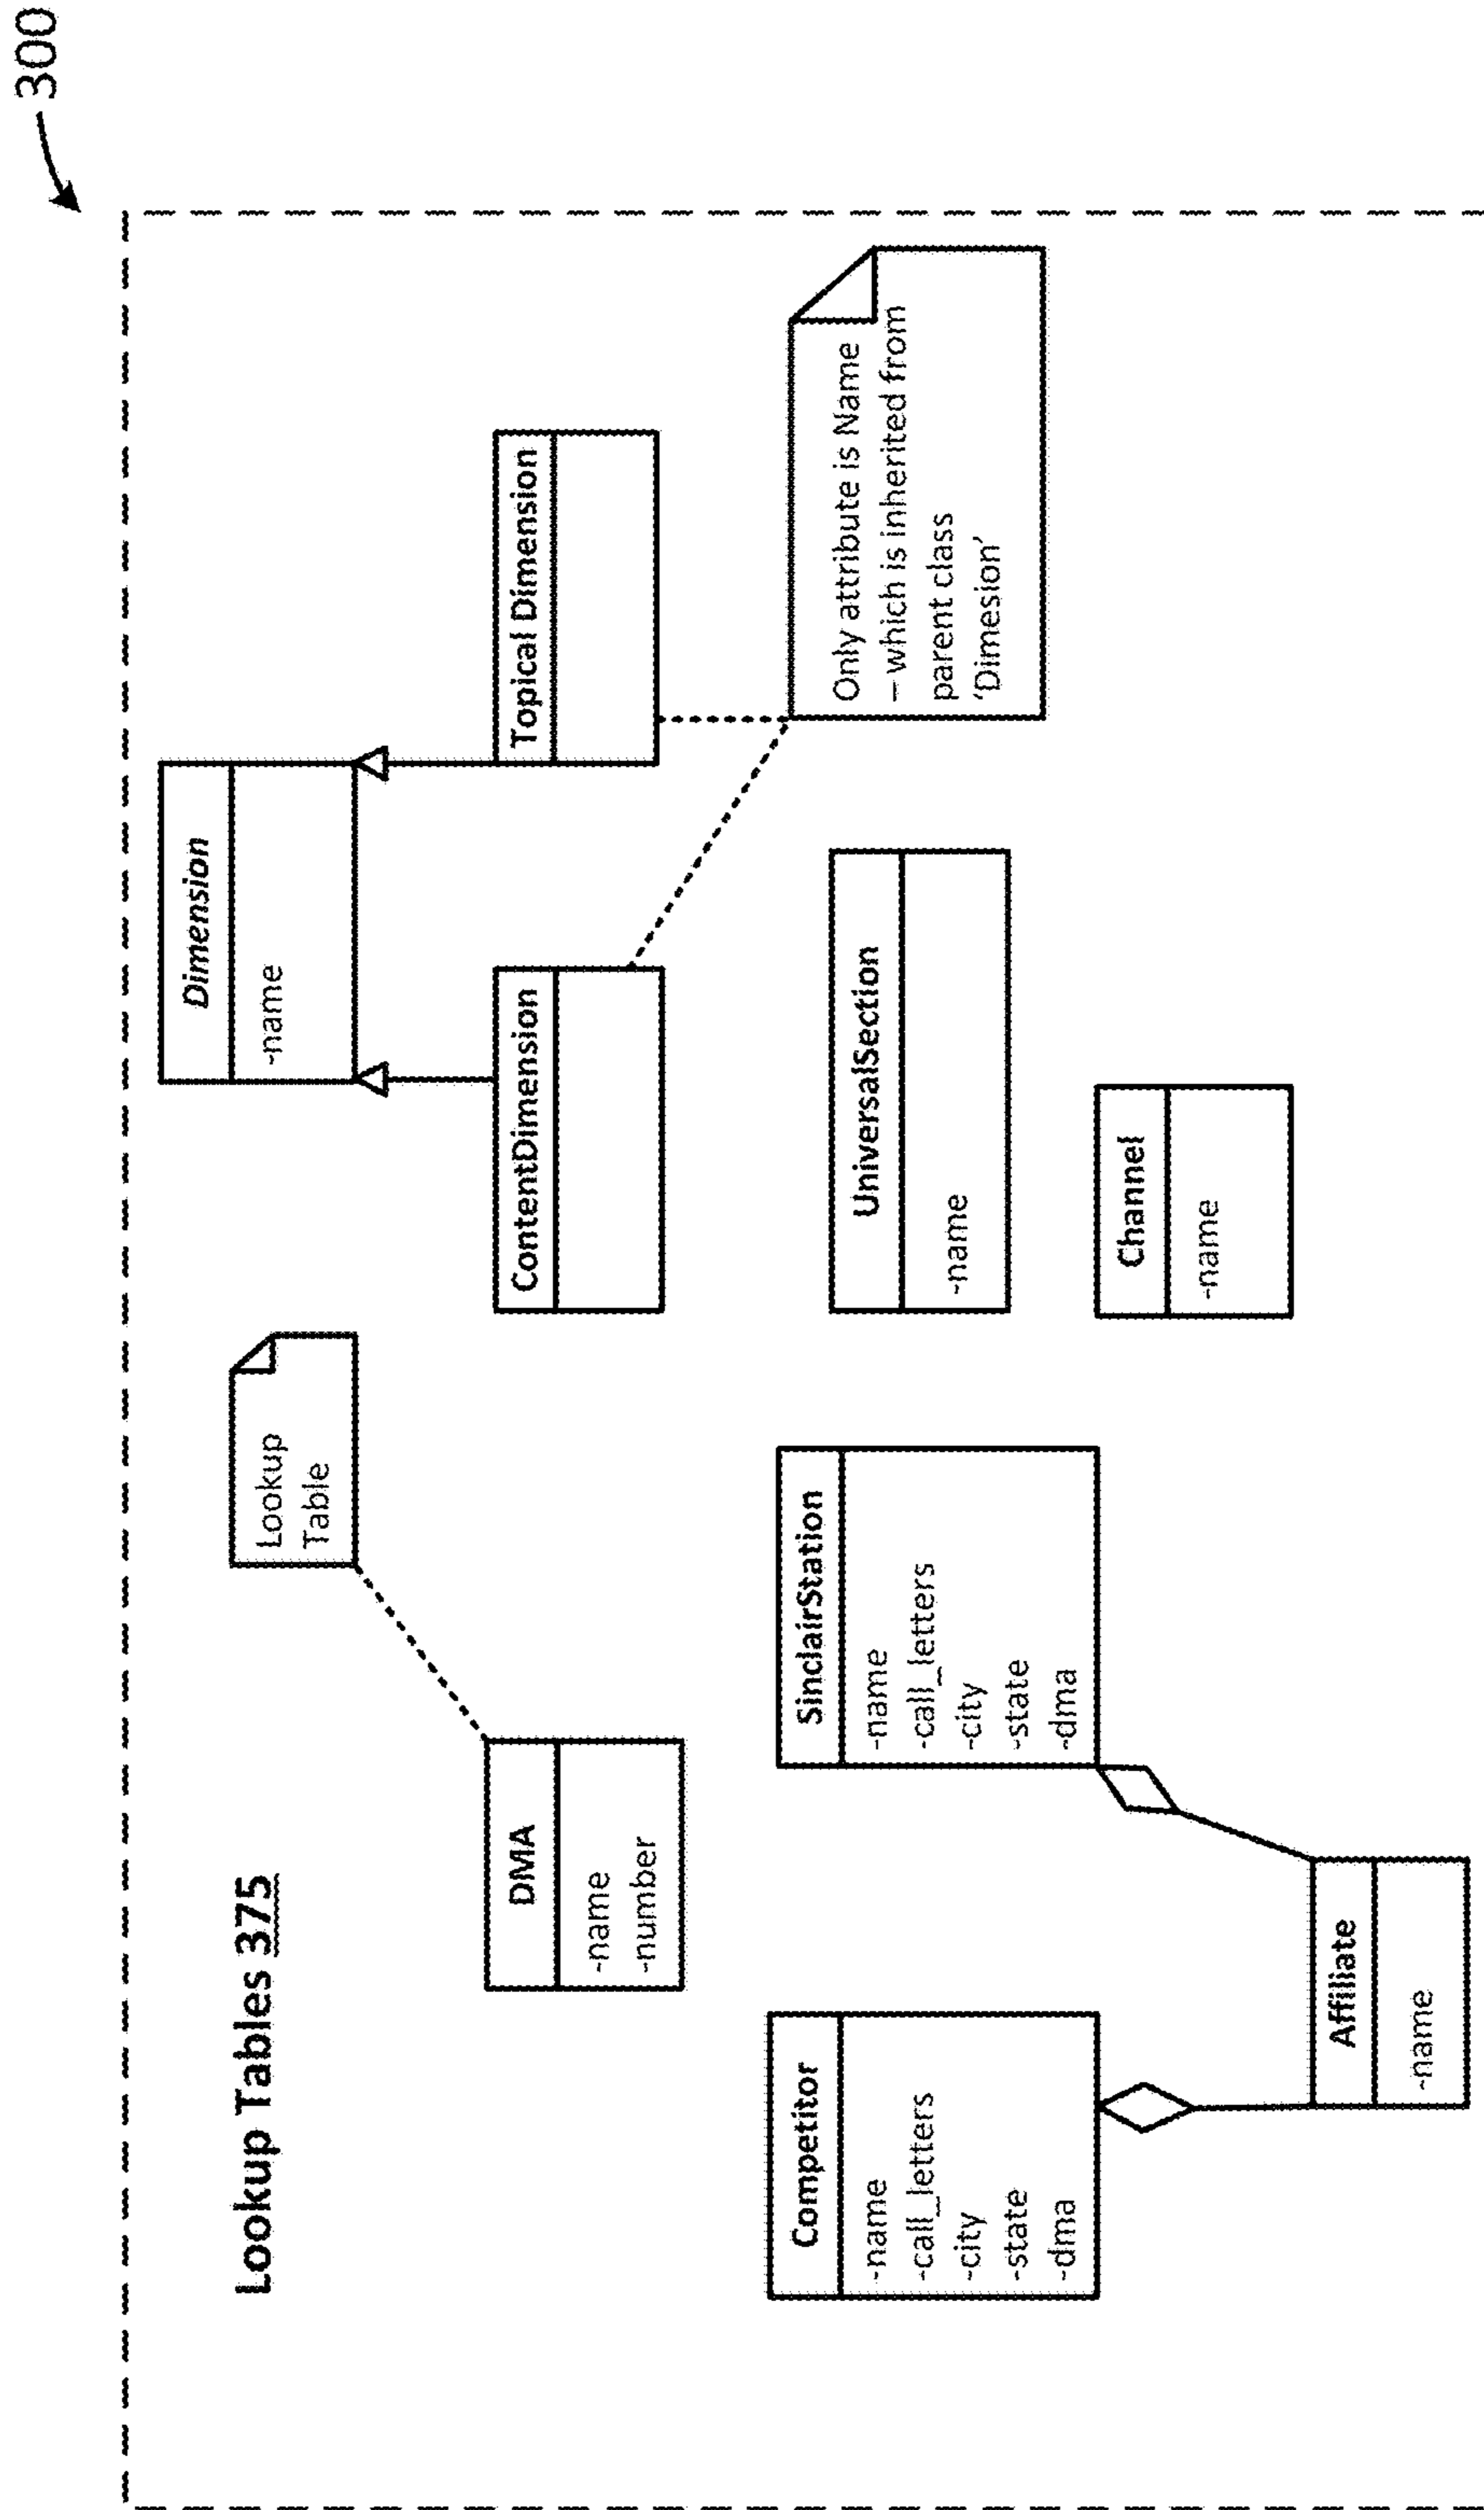 300
Lookup Tables 375
Lookup
Table
Dimension
-name
DMA
-name
-number
ContentDimension
Topical Dimension
Competitor
-name
-call_letters
-city
-state
-dma
SinclairStation
-name
-call_letters
-city
-state
-dma
UniversalSection
-name
Only attribute is Name
– which is inherited from
parent class
‘Dimesion’
Channel
-name
Affiliate
-name